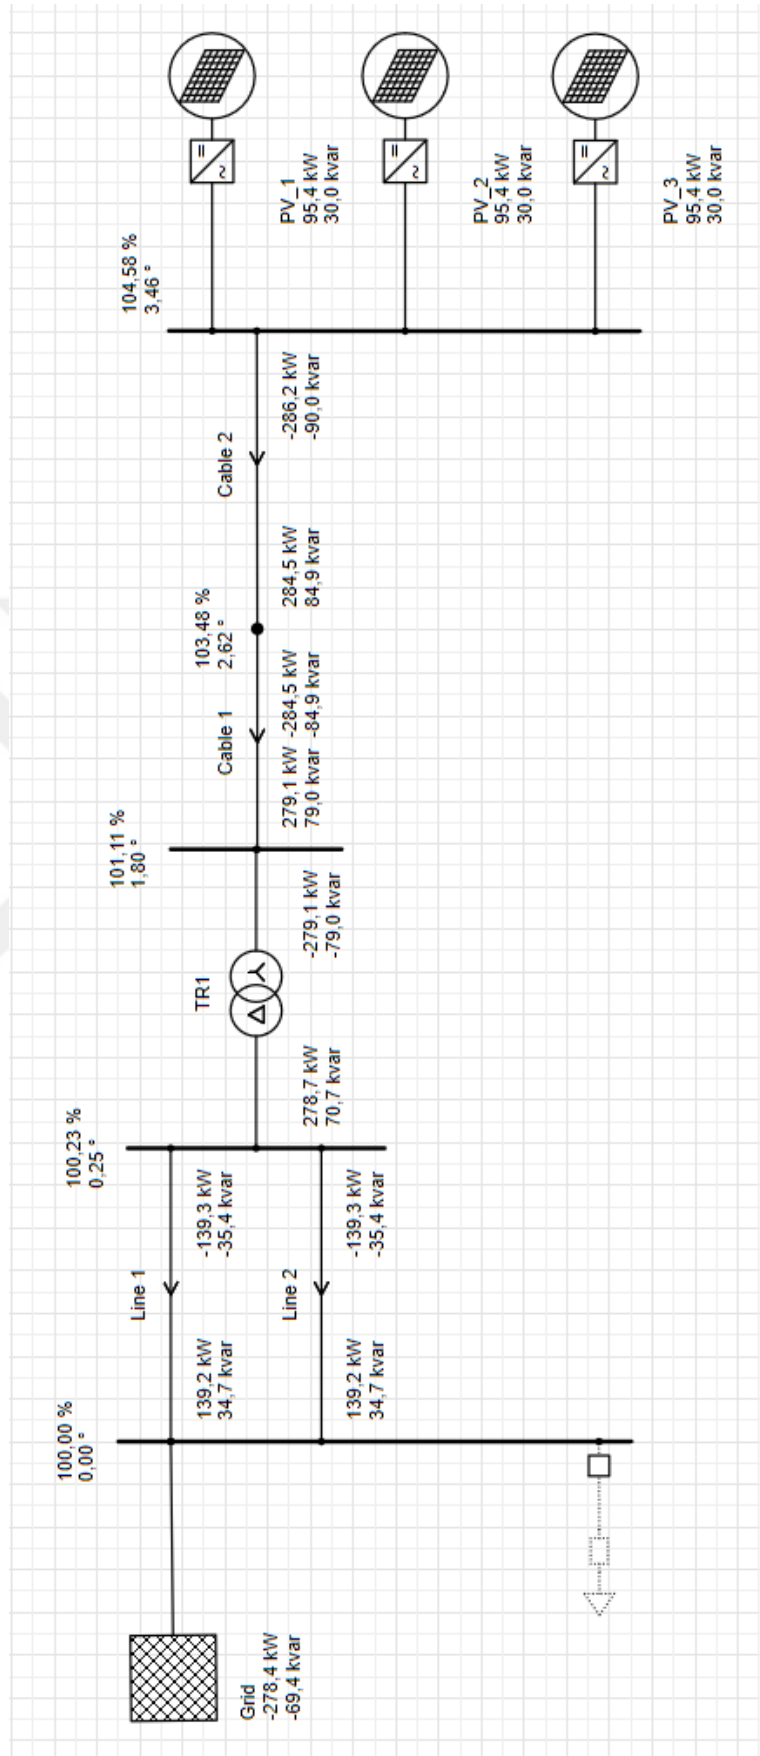 PV_1
95,4 kW
30,0 kvar
PV_2
95,4 kW
30,0 kvar
PV_3
95,4 kW
30,0 kvar
104,58 %
3,46 °
-286,2 kW
-90,0 kvar
Cable 2
284,5 kW
84,9 kvar
103,48 %
2,62 °
-284,5 kW
-84,9 kvar
Cable 1
279,1 kW
79,0 kvar
101,11 %
1,80 °
-279,1 kW
-79,0 kvar
TR1
278,7 kW
70,7 kvar
100,23 %
0,25 °
-139,3 kW
-35,4 kvar
-139,3 kW
-35,4 kvar
Line 1
Line 2
139,2 kW
34,7 kvar
139,2 kW
34,7 kvar
100,00 %
0,00 °
Grid
-278,4 kW
-69,4 kvar